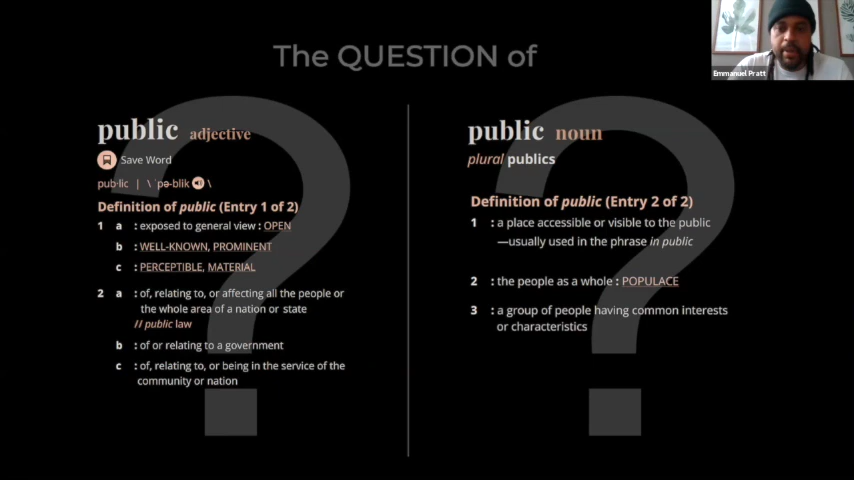 The QUESTION of
Emmanuel Pratt
public adjective
Save Word
pub·lic | \ ˈpə-blik \
Definition of public (Entry 1 of 2)
1 a : exposed to general view : OPEN
b : WELL-KNOWN, PROMINENT
c : PERCEPTIBLE, MATERIAL
2 a : of, relating to, or affecting all the people or
the whole area of a nation or state
// public law
b : of or relating to a government
c : of, relating to, or being in the service of the
community or nation
?
public noun
plural publics
Definition of public (Entry 2 of 2)
1 : a place accessible or visible to the public
—usually used in the phrase in public
2 : the people as a whole : POPULACE
3 : a group of people having common interests
or characteristics
?